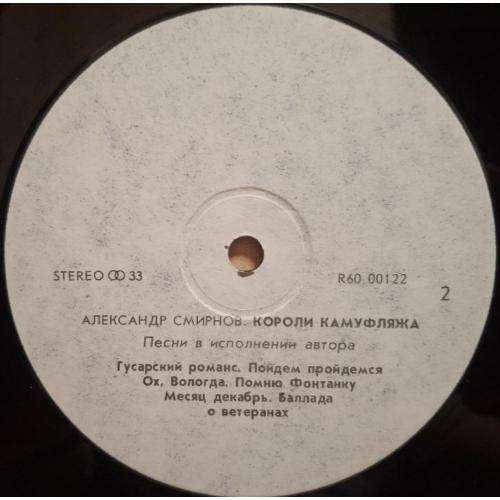 STEREO ꝏ 33
R60 00122
2
АЛЕКСАНДР СМИРНОВ. КОРОЛИ КАМУФЛЯЖА
Песни в исполнении автора
Гусарский романс. Пойдем пройдемся
Ох, Вологда. Помню Фонтанку
Месяц декабрь. Баллада
о ветеранах